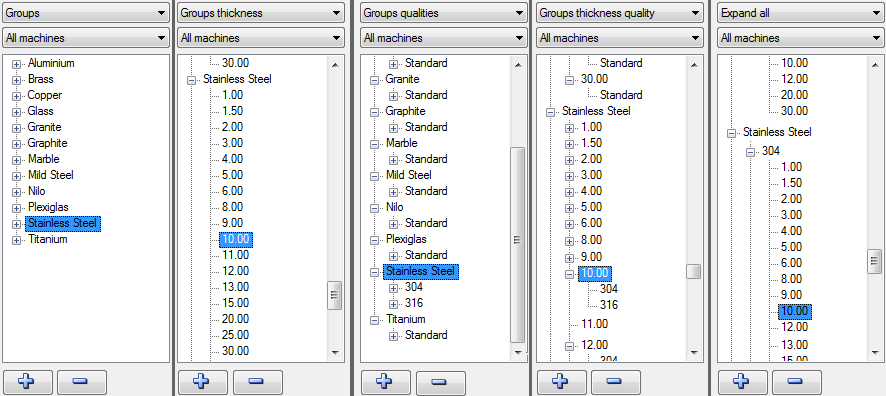 Groups
All machines
Aluminium
Brass
Copper
Glass
Granite
Graphite
Marble
Mild Steel
Nilo
Plexiglas
Stainless Steel
Titanium
Groups thickness
All machines
30.00
Stainless Steel
1.00
1.50
2.00
3.00
4.00
5.00
6.00
8.00
9.00
10.00
11.00
12.00
13.00
15.00
20.00
25.00
30.00
Groups qualities
All machines
Standard
Granite
Standard
Graphite
Standard
Marble
Standard
Mild Steel
Standard
Nilo
Standard
Plexiglas
Standard
Stainless Steel
304
316
Titanium
Standard
Groups thickness quality
All machines
Standard
30.00
Standard
Stainless Steel
1.00
1.50
2.00
3.00
4.00
5.00
6.00
8.00
9.00
10.00
304
316
11.00
12.00
304
Expand all
All machines
10.00
12.00
20.00
30.00
Stainless Steel
304
1.00
1.50
2.00
3.00
4.00
5.00
6.00
8.00
9.00
10.00
12.00
13.00
15.00